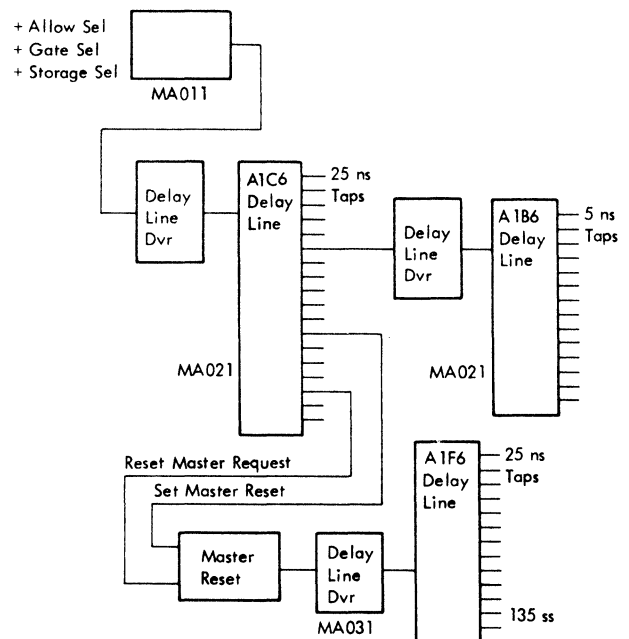 + Allow Sel
+ Gate Sel
+ Storage Sel
MA011
Delay
Line
Dvr
A1C6
Delay
Line
25 ns
Taps
Delay
Line
Dvr
A1B6
Delay
Line
5 ns
Taps
MA021
MA021
Reset Master Request
Set Master Reset
Master
Reset
Delay
Line
Dvr
MA031
A1F6
Delay
Line
25 ns
Taps
135 ss